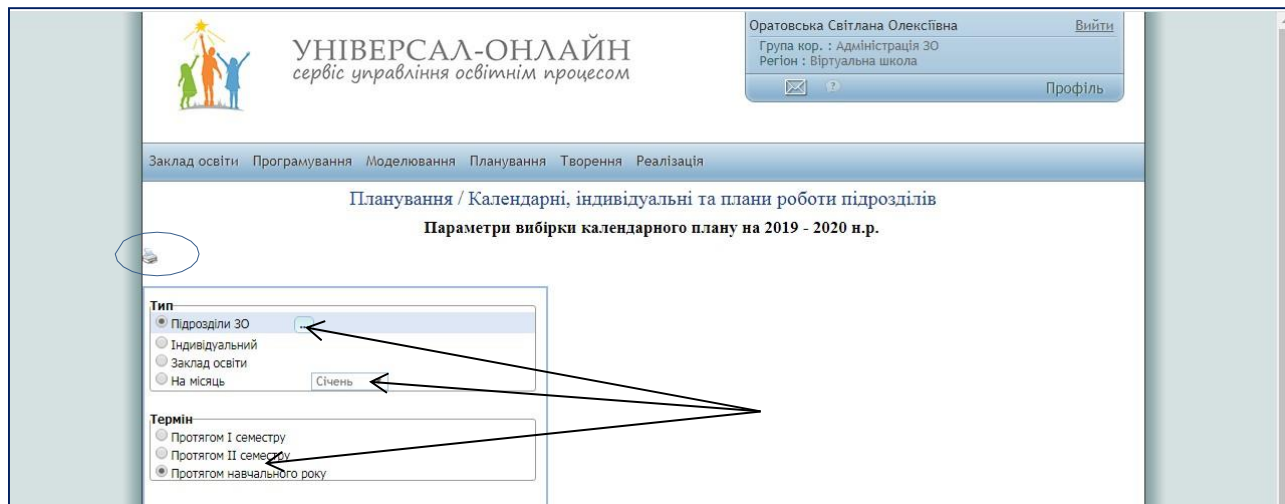 Оратовська Світлана Олексіївна Вийти
Група кор. : Адміністрація ЗО
Регіон : Віртуальна школа
Профіль
УНІВЕРСАЛ-ОНЛАЙН
сервіс управління освітнім процесом
Заклад освіти Програмування Моделювання Планування Творення Реалізація
Планування / Календарні, індивідуальні та плани роботи підрозділів
Параметри вибірки календарного плану на 2019 - 2020 н.р.
Тип
Підрозділи ЗО ...
Індивідуальний
Заклад освіти
На місяць Січень
Термін
Протягом I семестру
Протягом II семестру
Протягом навчального року